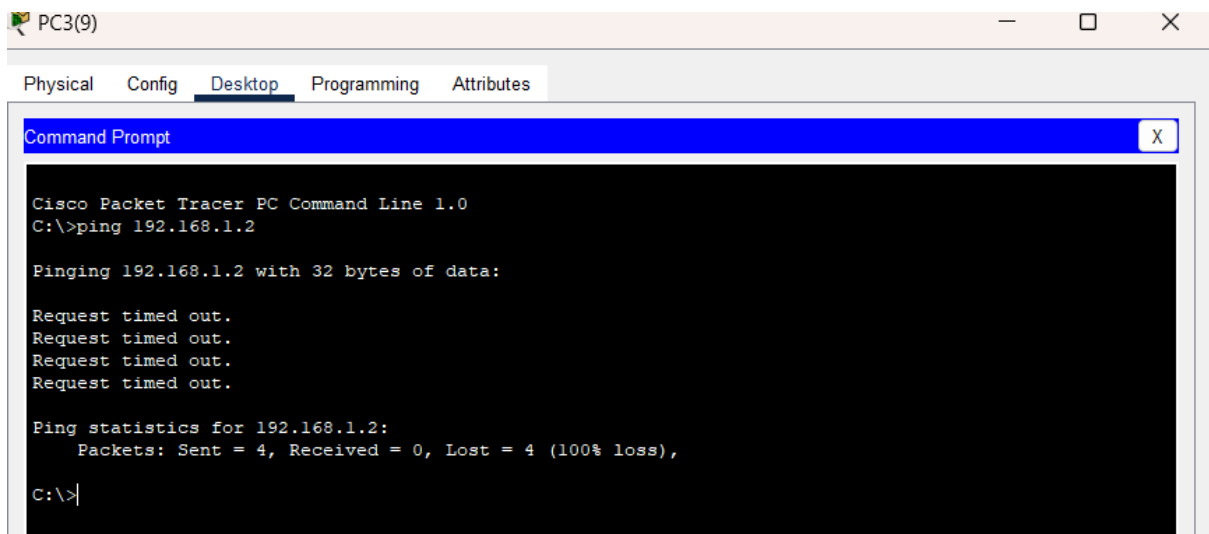 PC3(9)
Physical Config Desktop Programming Attributes
Command Prompt
X
Cisco Packet Tracer PC Command Line 1.0
C:\>ping 192.168.1.2
Pinging 192.168.1.2 with 32 bytes of data:
Request timed out.
Request timed out.
Request timed out.
Request timed out.
Ping statistics for 192.168.1.2:
    Packets: Sent = 4, Received = 0, Lost = 4 (100% loss),
C:\>